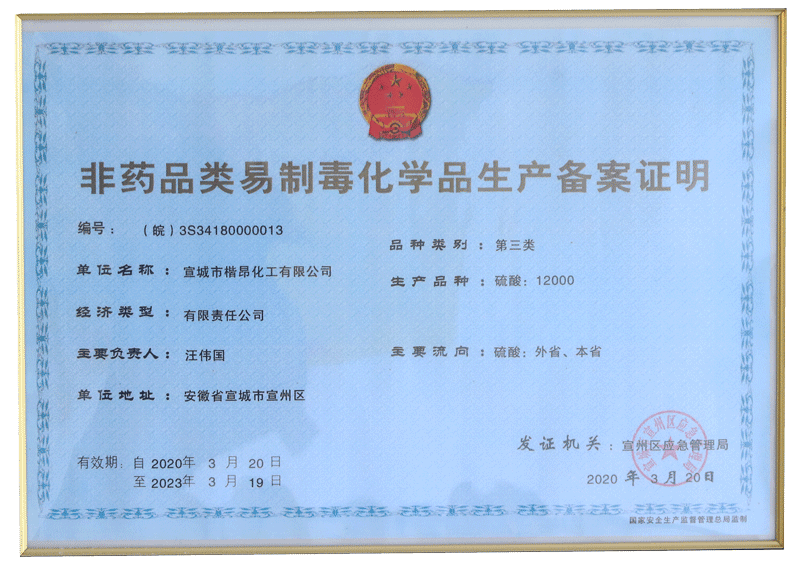 非药品类易制毒化学品生产备案证明
编号：（皖）3S34180000013
单位名称：宣城市楷昂化工有限公司
经济类型：有限责任公司
主要负责人：汪伟国
单位地址：安徽省宣城市宣州区
有效期：自 2020年 3 月 20 日
至 2023年 3 月 19 日
品种类别：第三类
生产品种：硫酸：12000
主要流向：硫酸：外省、本省
发证机关：宣州区应急管理局
2020 年 3 月 20 日
国家安全生产监督管理总局监制